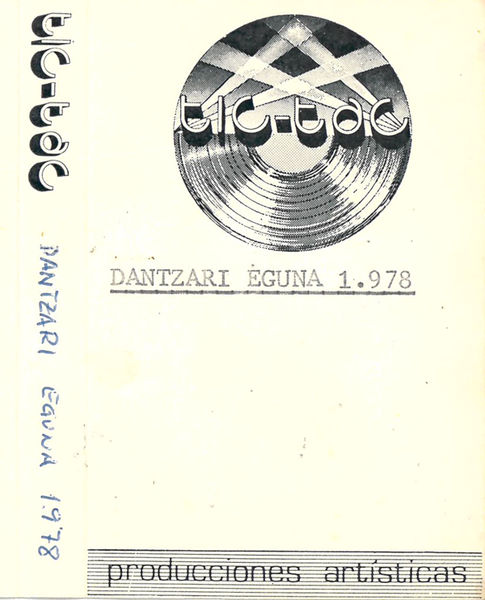 tic-tac
DANTZARI EGUNA 1.978
tic-tac
DANTZARI EGUNA 1.978
producciones artísticas